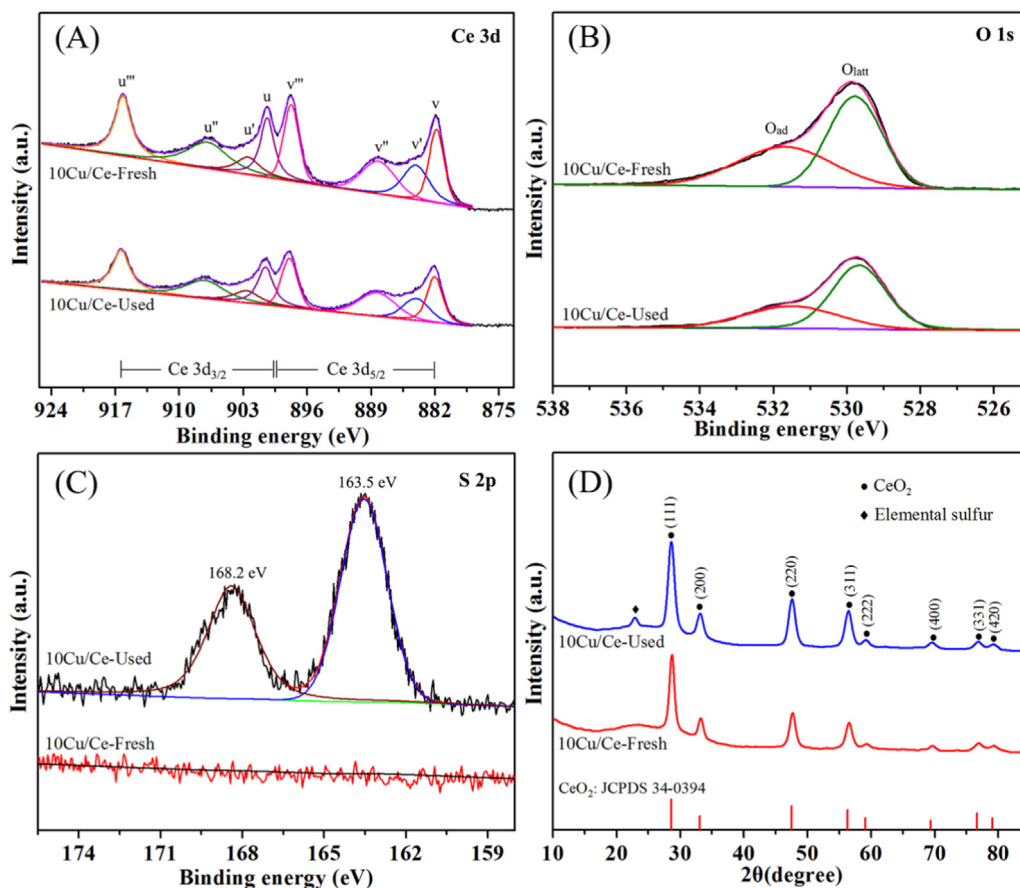 (A)
Ce 3d
u'''
u''
u'
u
v'''
v''
v'
v
10Cu/Ce-Fresh
10Cu/Ce-Used
Ce 3d3/2
Ce 3d5/2
924 917 910 903 896 889 882 875
Binding energy (eV)
Intensity (a.u.)
(B)
O 1s
Olatt
Oad
10Cu/Ce-Fresh
10Cu/Ce-Used
538 536 534 532 530 528 526
Binding energy (eV)
Intensity (a.u.)
(C)
S 2p
163.5 eV
168.2 eV
10Cu/Ce-Used
10Cu/Ce-Fresh
174 171 168 165 162 159
Binding energy (eV)
Intensity (a.u.)
(D)
CeO2
Elemental sulfur
(111)
(200)
(220)
(311)
(222)
(400)
(331)
(420)
10Cu/Ce-Used
10Cu/Ce-Fresh
CeO2: JCPDS 34-0394
10 20 30 40 50 60 70 80
2θ(degree)
Intensity (a.u.)